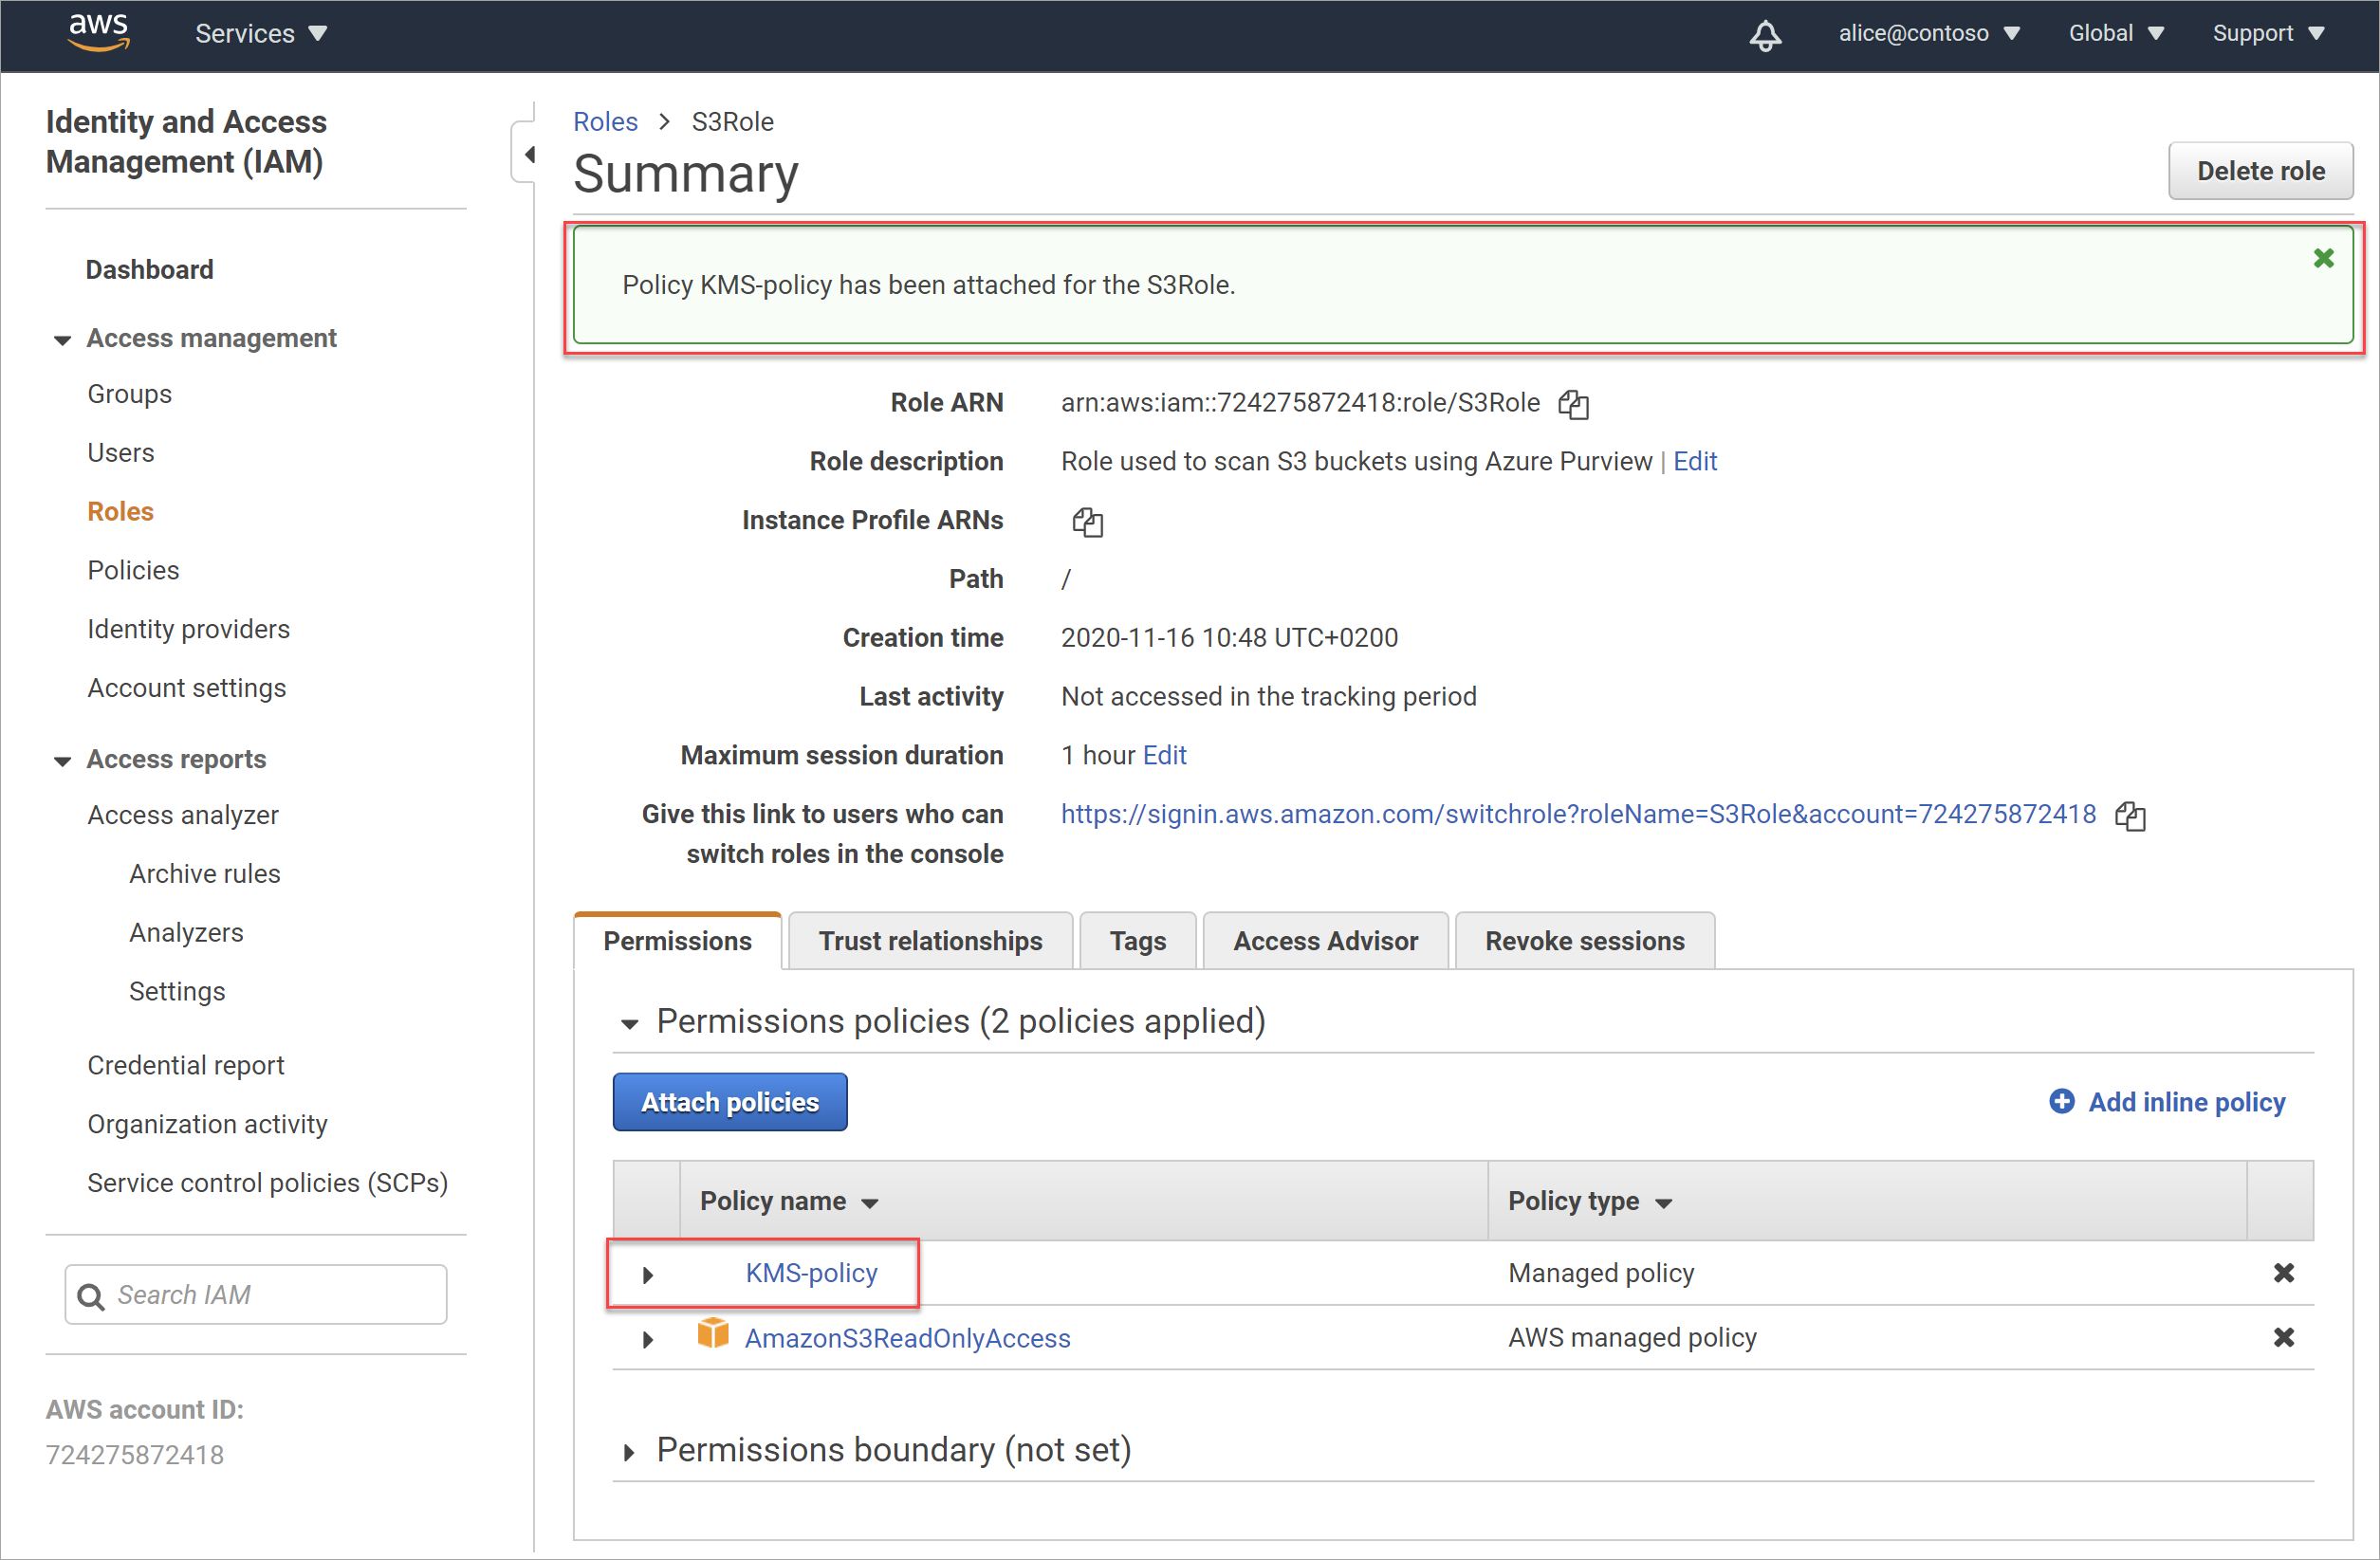 aws Services alice@contoso Global Support
Identity and Access
Management (IAM)
Dashboard
Access management
Groups
Users
Roles
Policies
Identity providers
Account settings
Access reports
Access analyzer
Archive rules
Analyzers
Settings
Credential report
Organization activity
Service control policies (SCPs)
Search IAM
AWS account ID:
724275872418
Roles > S3Role
Summary
Delete role
Policy KMS-policy has been attached for the S3Role.
Role ARN arn:aws:iam::724275872418:role/S3Role
Role description Role used to scan S3 buckets using Azure Purview | Edit
Instance Profile ARNs
Path /
Creation time 2020-11-16 10:48 UTC+0200
Last activity Not accessed in the tracking period
Maximum session duration 1 hour Edit
Give this link to users who can https://signin.aws.amazon.com/switchrole?roleName=S3Role&account=724275872418
switch roles in the console
Permissions Trust relationships Tags Access Advisor Revoke sessions
Permissions policies (2 policies applied)
Attach policies Add inline policy
Policy name Policy type
KMS-policy Managed policy
AmazonS3ReadOnlyAccess AWS managed policy
Permissions boundary (not set)